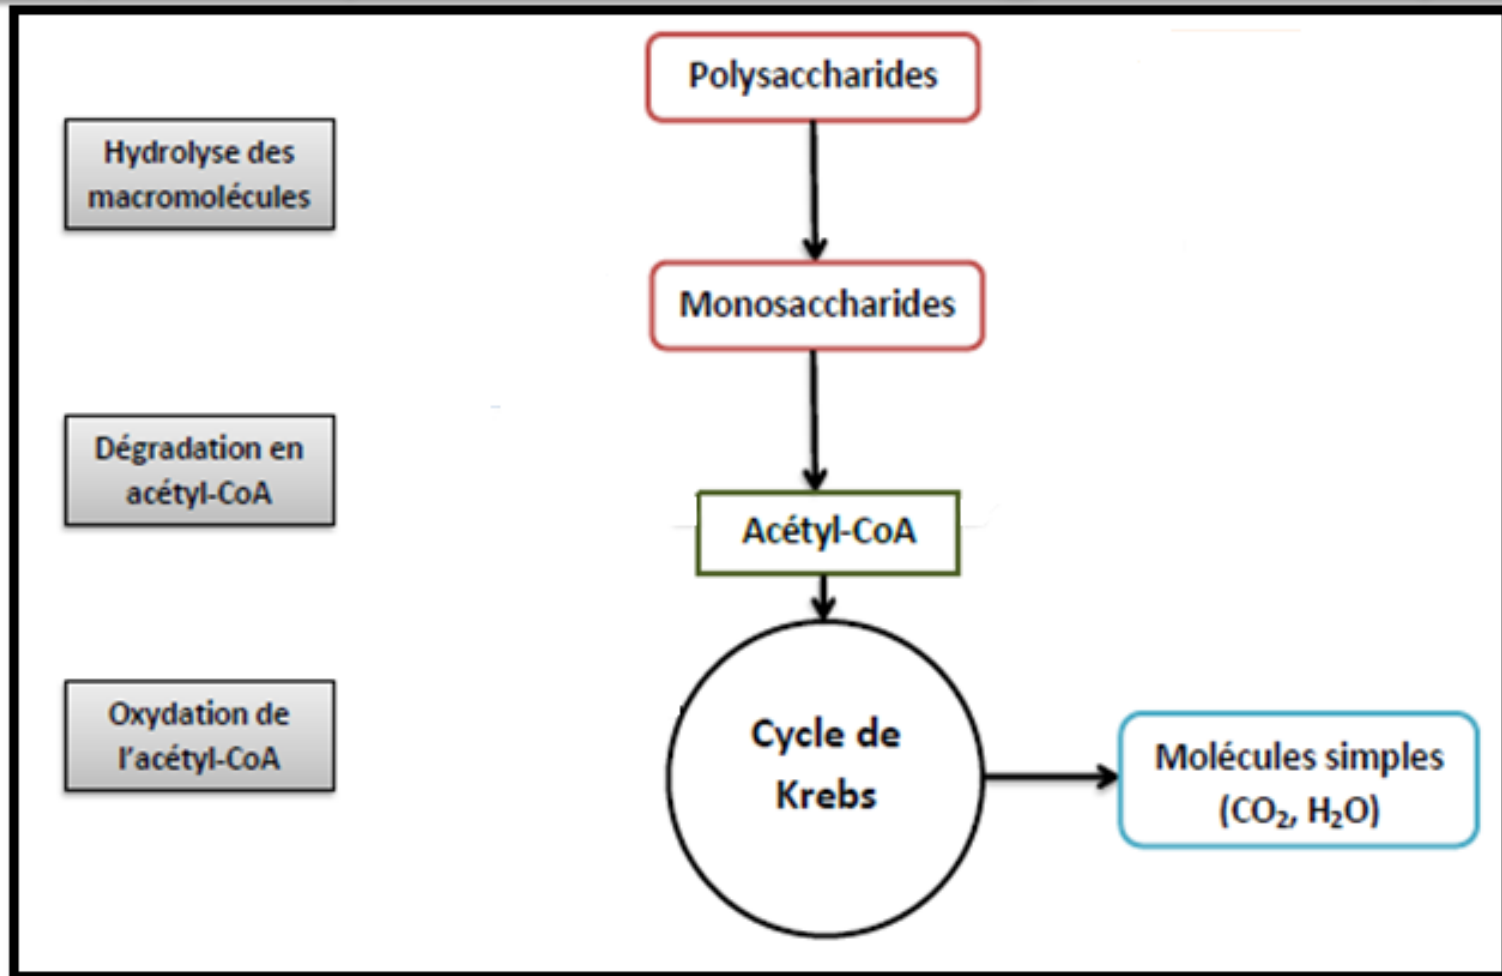 Polysaccharides
Hydrolyse des
macromolécules
Monosaccharides
Dégradation en
acétyl-CoA
Acétyl-CoA
Oxydation de
l'acétyl-CoA
Cycle de
Krebs
Molécules simples
(CO₂, H₂O)